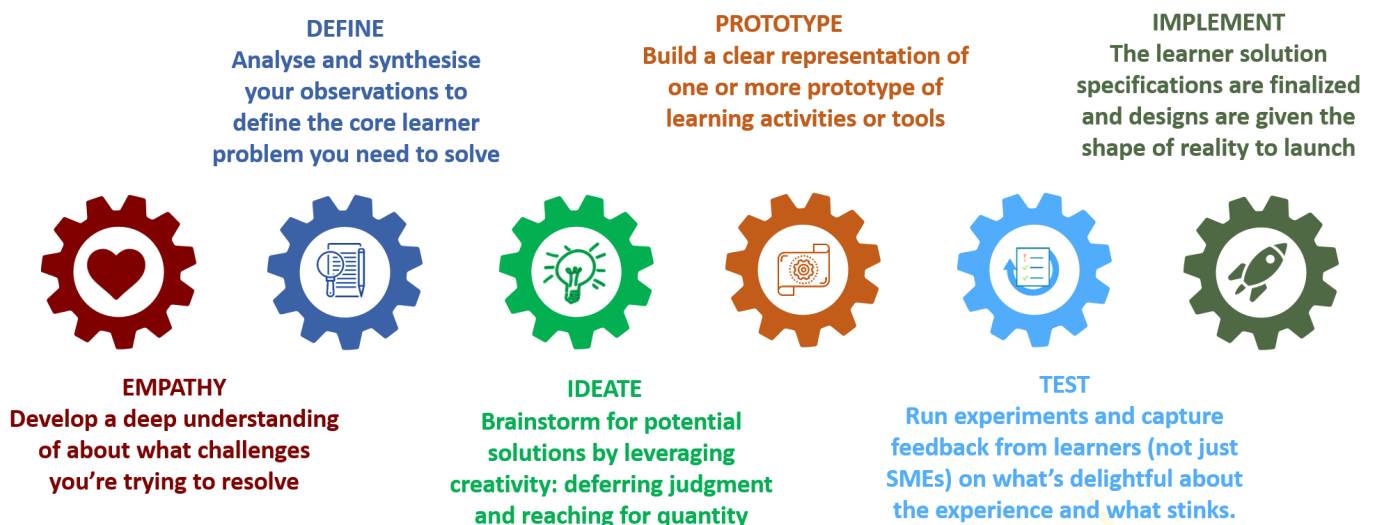 DEFINE
Analyse and synthesise
your observations to
define the core learner
problem you need to solve
PROTOTYPE
Build a clear representation of
one or more prototype of
learning activities or tools
IMPLEMENT
The learner solution
specifications are finalized
and designs are given the
shape of reality to launch
EMPATHY
Develop a deep understanding
of about what challenges
you're trying to resolve
IDEATE
Brainstorm for potential
solutions by leveraging
creativity: deferring judgment
and reaching for quantity
TEST
Run experiments and capture
feedback from learners (not just
SMEs) on what's delightful about
the experience and what stinks.